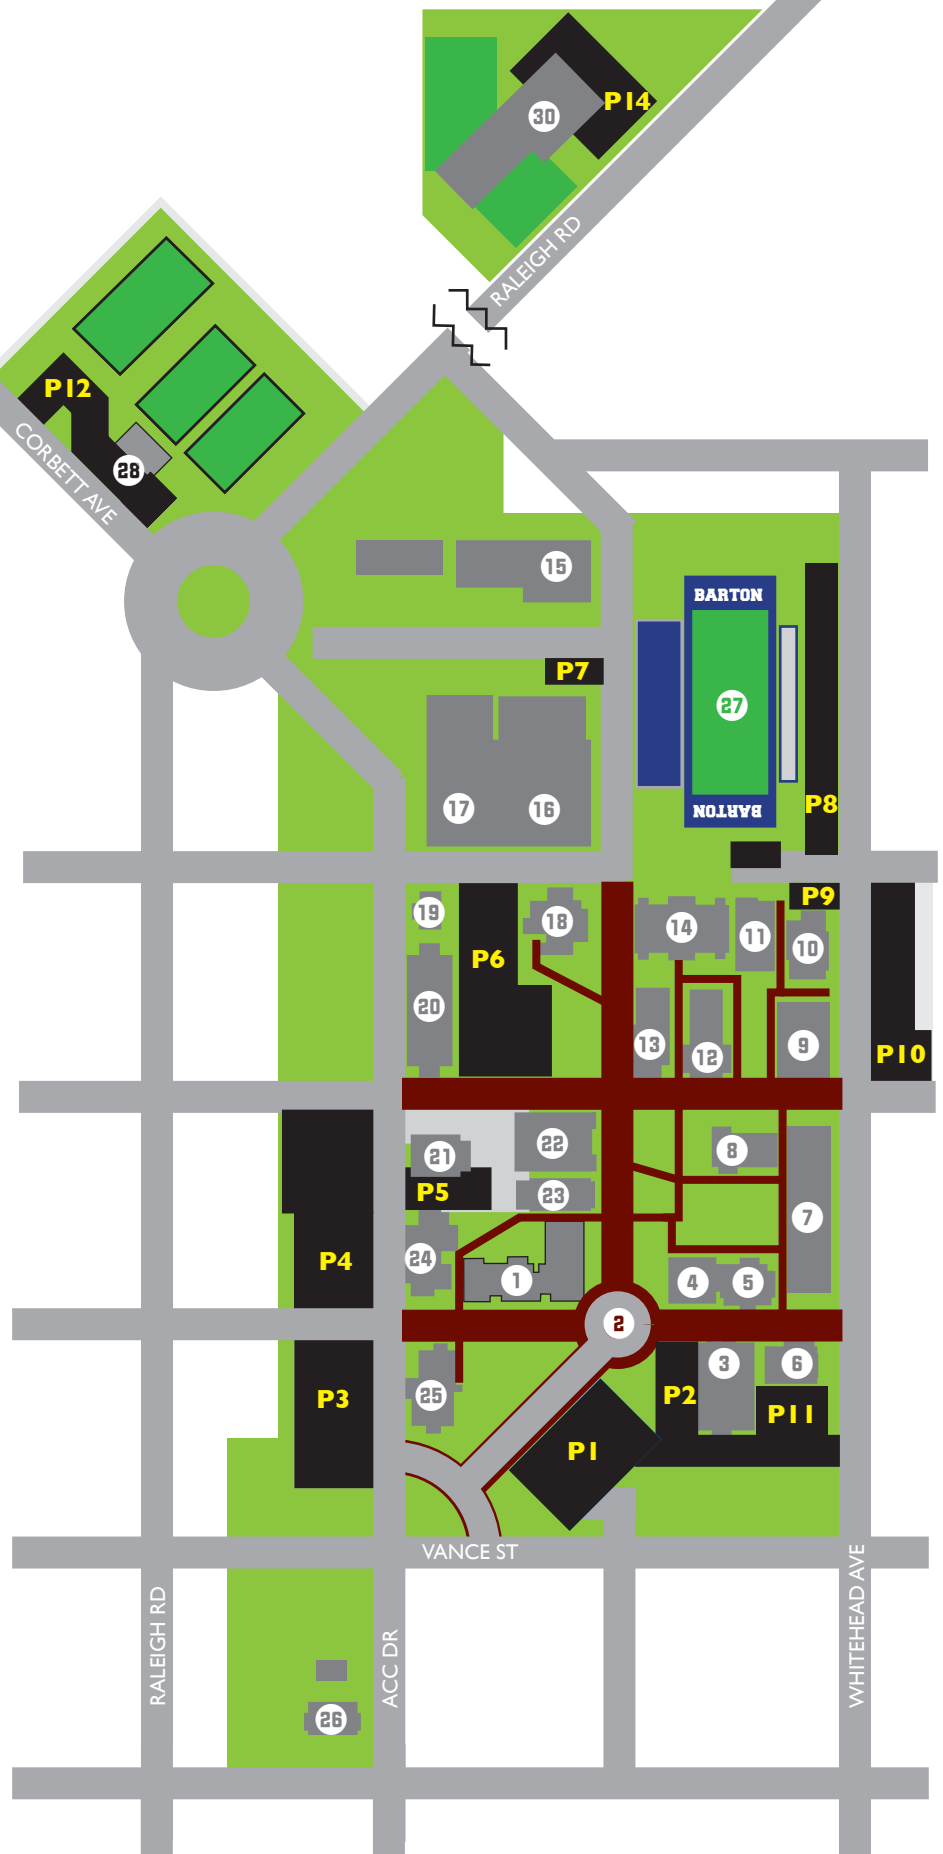 P14
30
RALEIGH RD
P12
CORBETT AVE
28
15
BARTON
P7
27
17
16
P8
BARTON
19
18
14
11
P9
10
P6
20
13
12
9
P10
21
22
8
P5
23
7
24
P4
1
4
5
2
3
6
P3
25
P2
P11
P1
VANCE ST
RALEIGH RD
ACC DR
WHITEHEAD AVE
26